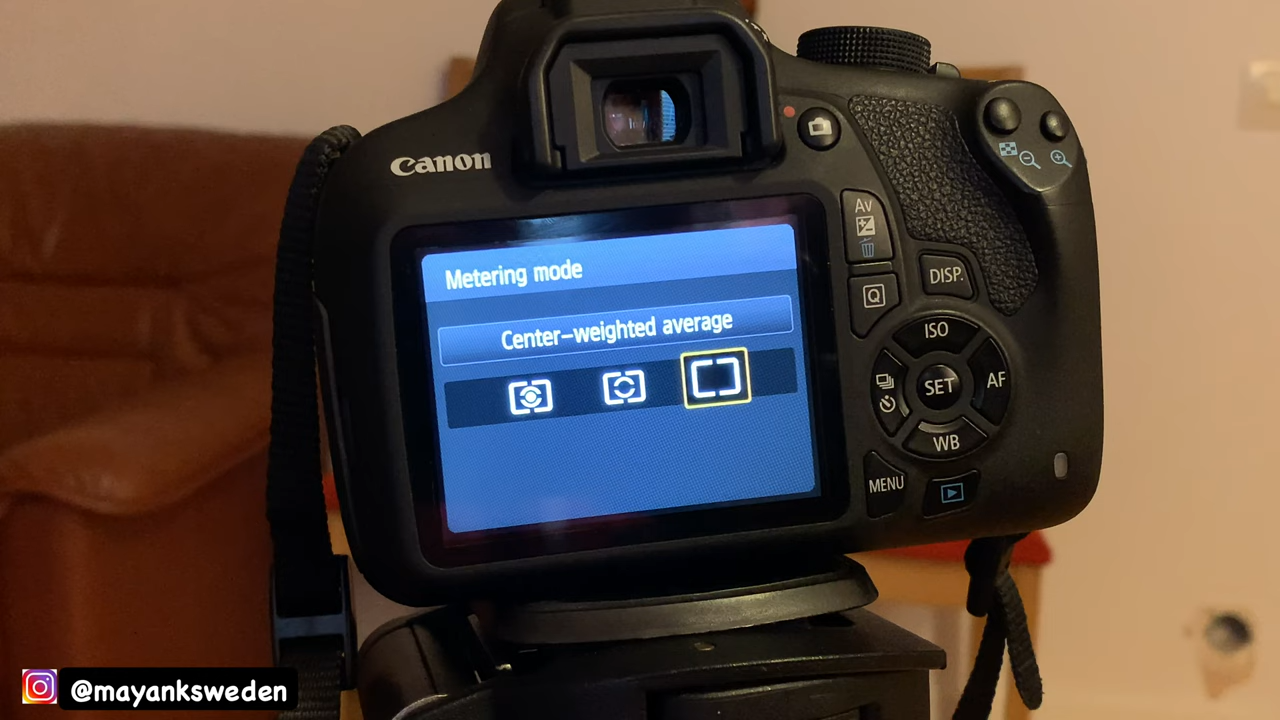 Canon
Metering mode
Center-weighted average
Av
DISP.
Q
ISO
SET
AF
WB
MENU
@mayanksweden